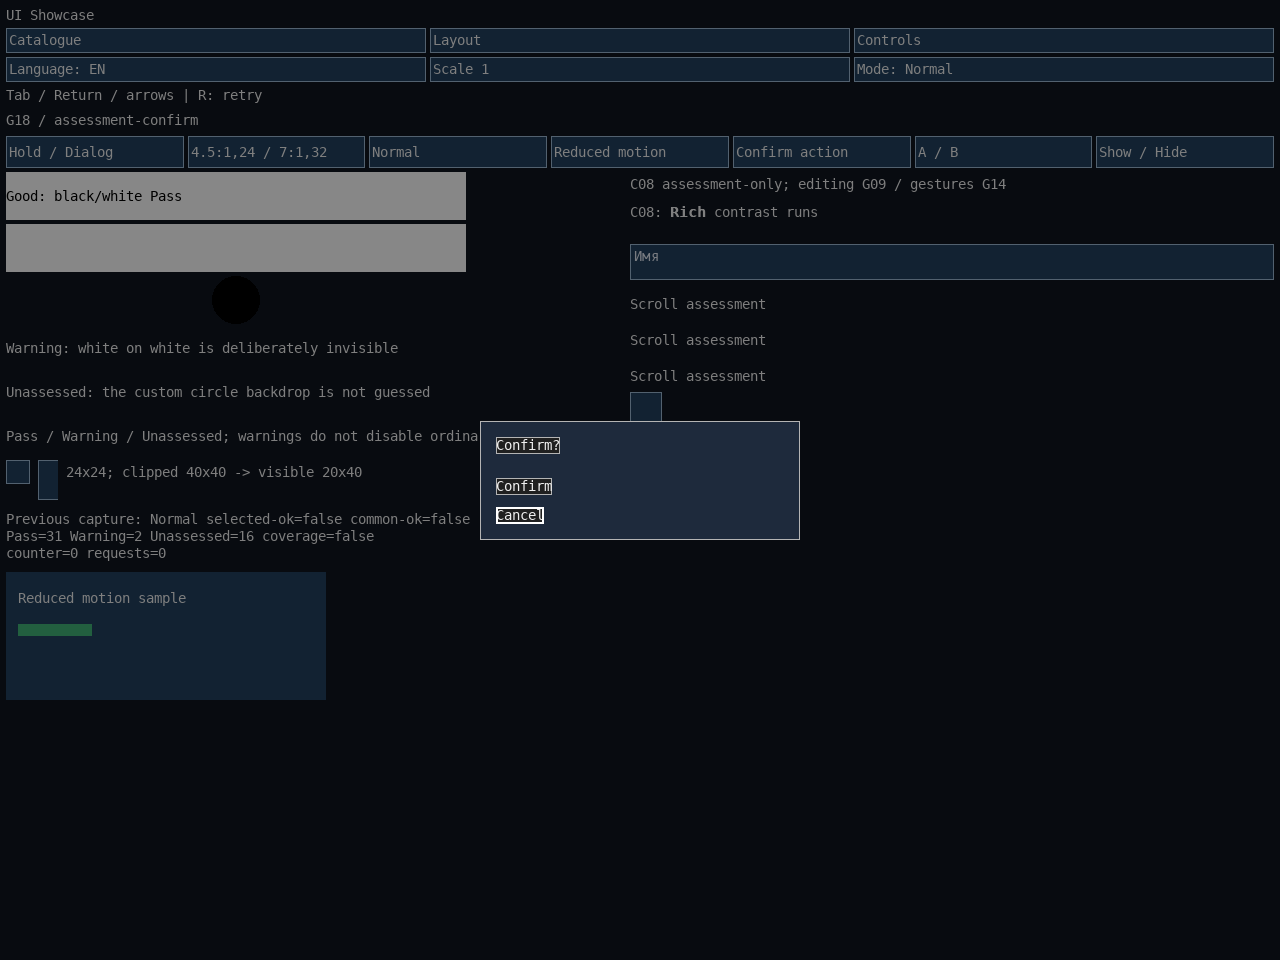 UI Showcase
Catalogue
Layout
Controls
Language: EN
Scale 1
Mode: Normal
Tab / Return / arrows | R: retry
G18 / assessment-confirm
Hold / Dialog
4.5:1,24 / 7:1,32
Normal
Reduced motion
Confirm action
A / B
Show / Hide
Good: black/white Pass
Warning: white on white is deliberately invisible
Unassessed: the custom circle backdrop is not guessed
Pass / Warning / Unassessed; warnings do not disable ordina
24x24; clipped 40x40 -> visible 20x40
Previous capture: Normal selected-ok=false common-ok=false
Pass=31 Warning=2 Unassessed=16 coverage=false
counter=0 requests=0
Reduced motion sample
C08 assessment-only; editing G09 / gestures G14
C08: Rich contrast runs
Имя
Scroll assessment
Scroll assessment
Scroll assessment
Confirm?
Confirm
Cancel